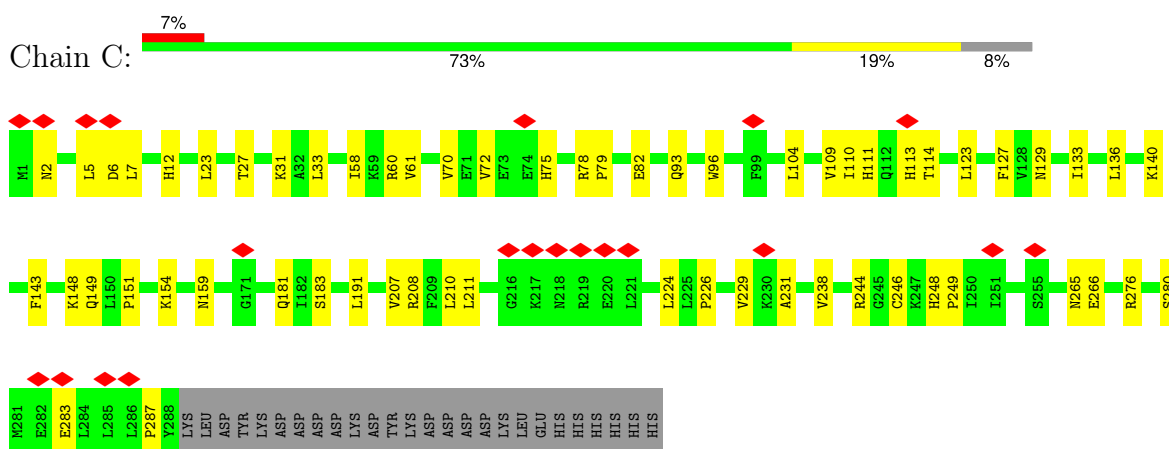 7%
Chain C:
73% 19% 8%
M1 N2 L5 D6 L7 H12 L23 T27 K31 A32 L33 I58 K59 R60 V61 V70 E71 V72 E73 E74 H75 R78 P79 E82 Q93 W96 F99 L104 V109 I110 H111 Q112 H113 T114 L123 F127 V128 N129 I133 L136 K140
F143 K148 Q149 L150 P151 K154 N159 G171 Q181 I182 S183 L191 V207 R208 F209 L210 L211 G216 K217 N218 R219 E220 L221 L224 L225 P226 V229 K230 A231 V238 R244 G245 C246 K247 H248 P249 I250 I251 S255 N265 E266 R276 S280
M281 E282 E283 L284 L285 L286 P287 Y288 LYS LEU ASP TYR LYS ASP ASP ASP ASP LYS ASP TYR LYS ASP ASP ASP ASP LYS LEU GLU HIS HIS HIS HIS HIS HIS HIS